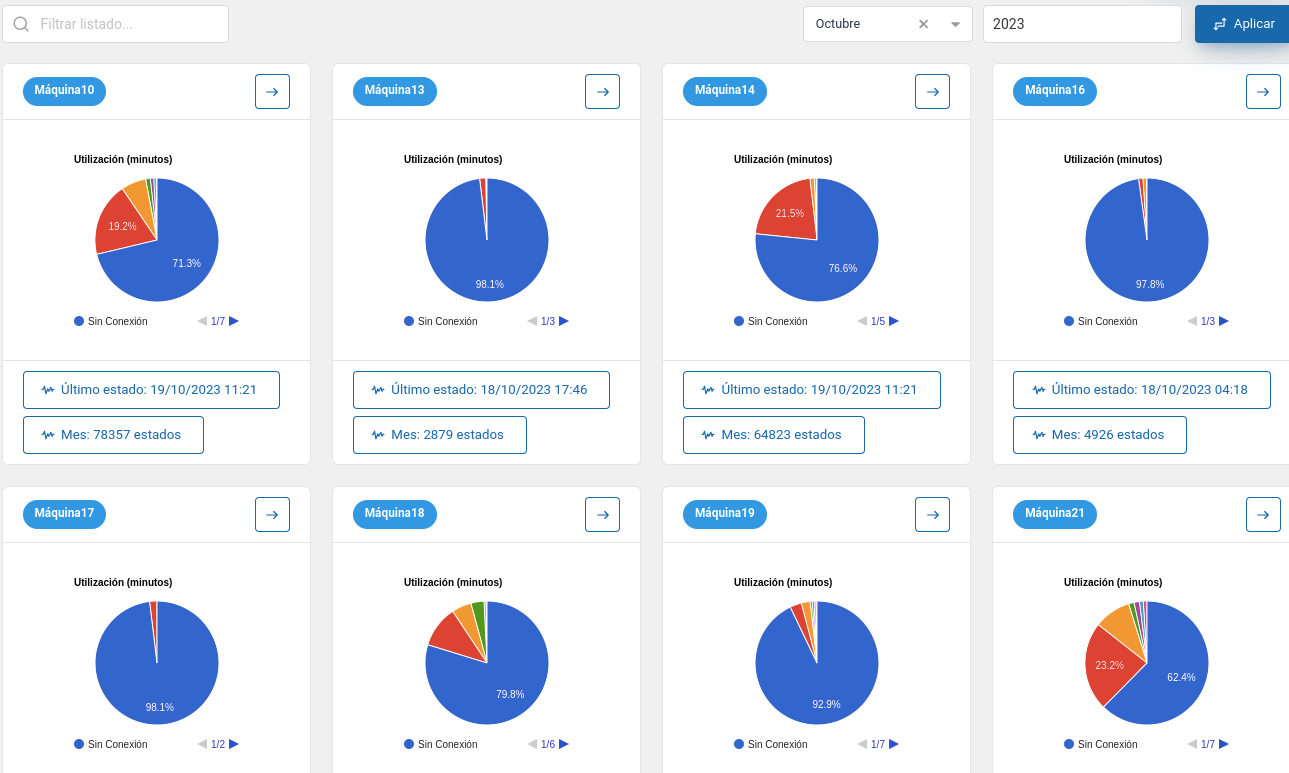 Filtrar listado...
Octubre
2023
Aplicar
Máquina10
Utilización (minutos)
19.2%
71.3%
Sin Conexión
1/7
Último estado: 19/10/2023 11:21
Mes: 78357 estados
Máquina13
Utilización (minutos)
98.1%
Sin Conexión
1/3
Último estado: 18/10/2023 17:46
Mes: 2879 estados
Máquina14
Utilización (minutos)
21.5%
76.6%
Sin Conexión
1/5
Último estado: 19/10/2023 11:21
Mes: 64823 estados
Máquina16
Utilización (minutos)
97.8%
Sin Conexión
1/3
Último estado: 18/10/2023 04:18
Mes: 4926 estados
Máquina17
Utilización (minutos)
98.1%
Sin Conexión
1/2
Máquina18
Utilización (minutos)
79.8%
Sin Conexión
1/6
Máquina19
Utilización (minutos)
92.9%
Sin Conexión
1/7
Máquina21
Utilización (minutos)
23.2%
62.4%
Sin Conexión
1/7